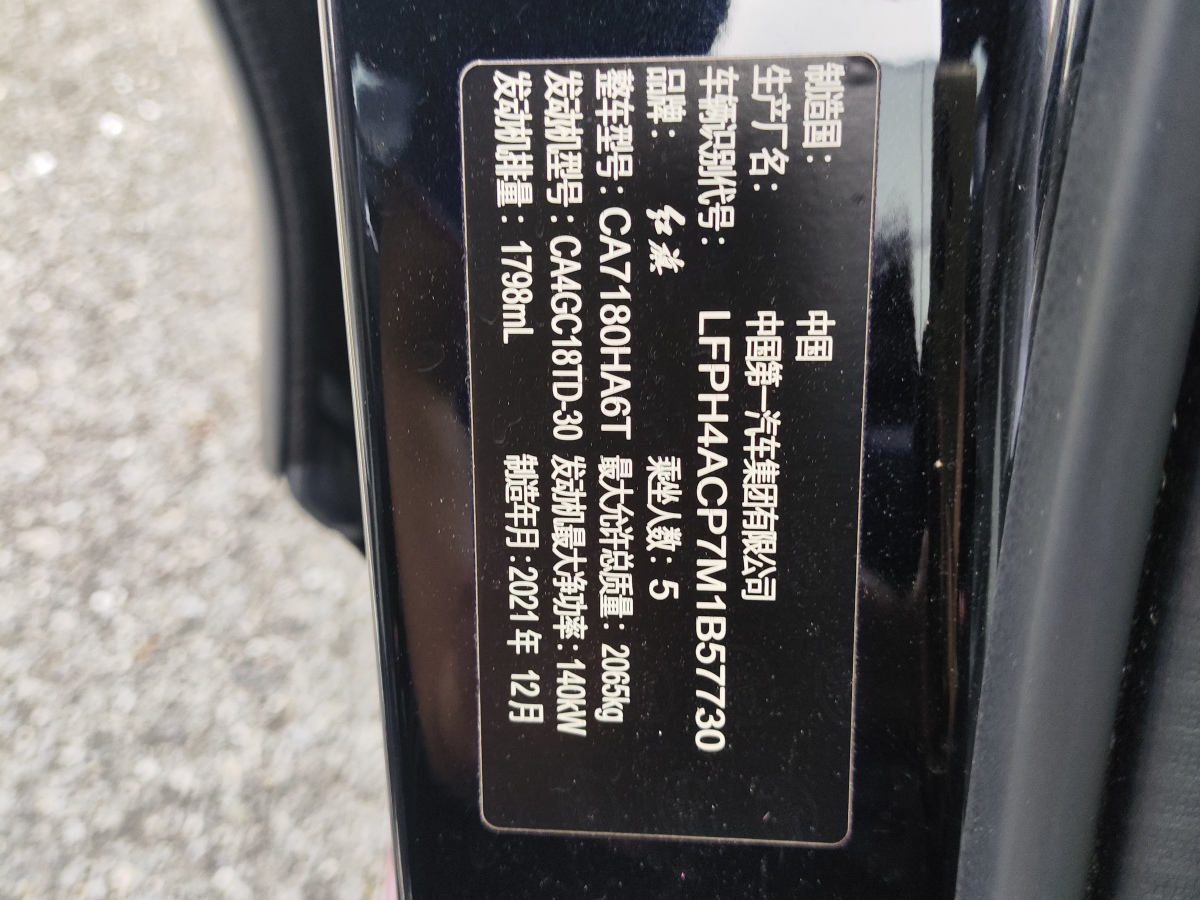 制造国： 中国
生产厂名： 中国第一汽车集团有限公司
车辆识别代号： LFPH4ACP7M1B57730
品牌： 红旗 乘坐人数：5
整车型号：CA7180HA6T 最大允许总质量：2065kg
发动机型号：CA4GC18TD-30 发动机最大净功率：140kW
发动机排量：1798mL 制造年月：2021年 12月